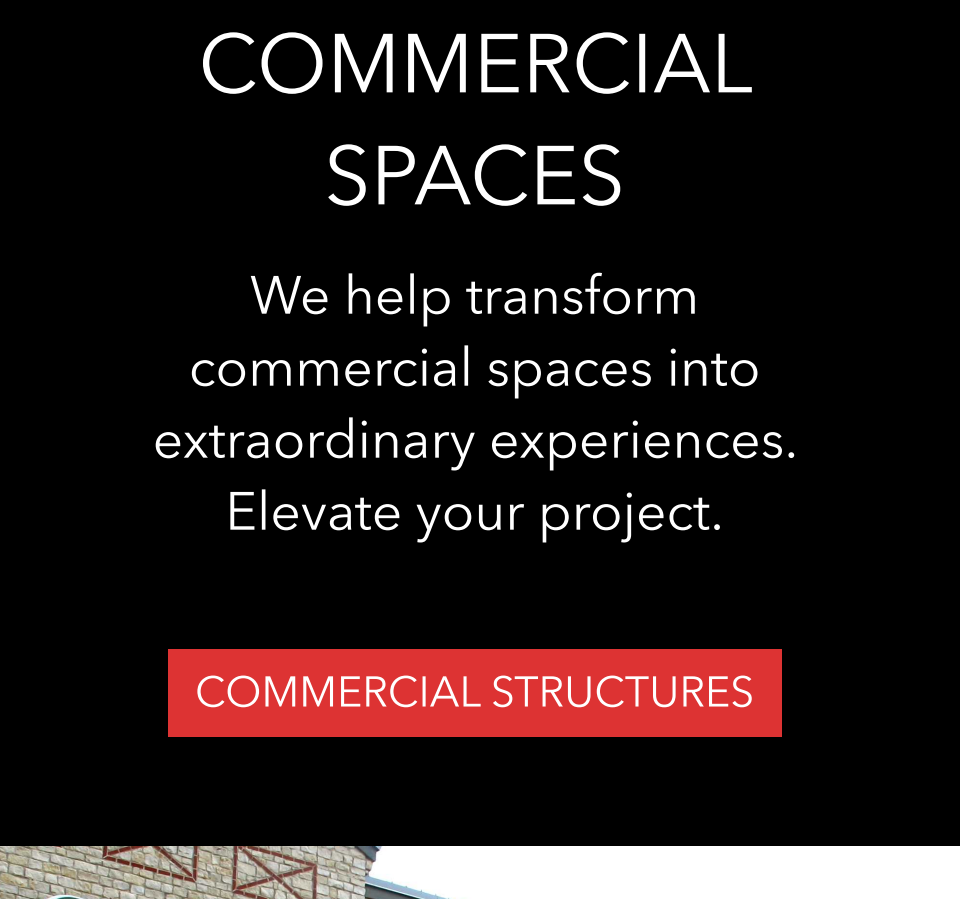 COMMERCIAL
SPACES
We help transform
commercial spaces into
extraordinary experiences.
Elevate your project.
COMMERCIAL STRUCTURES